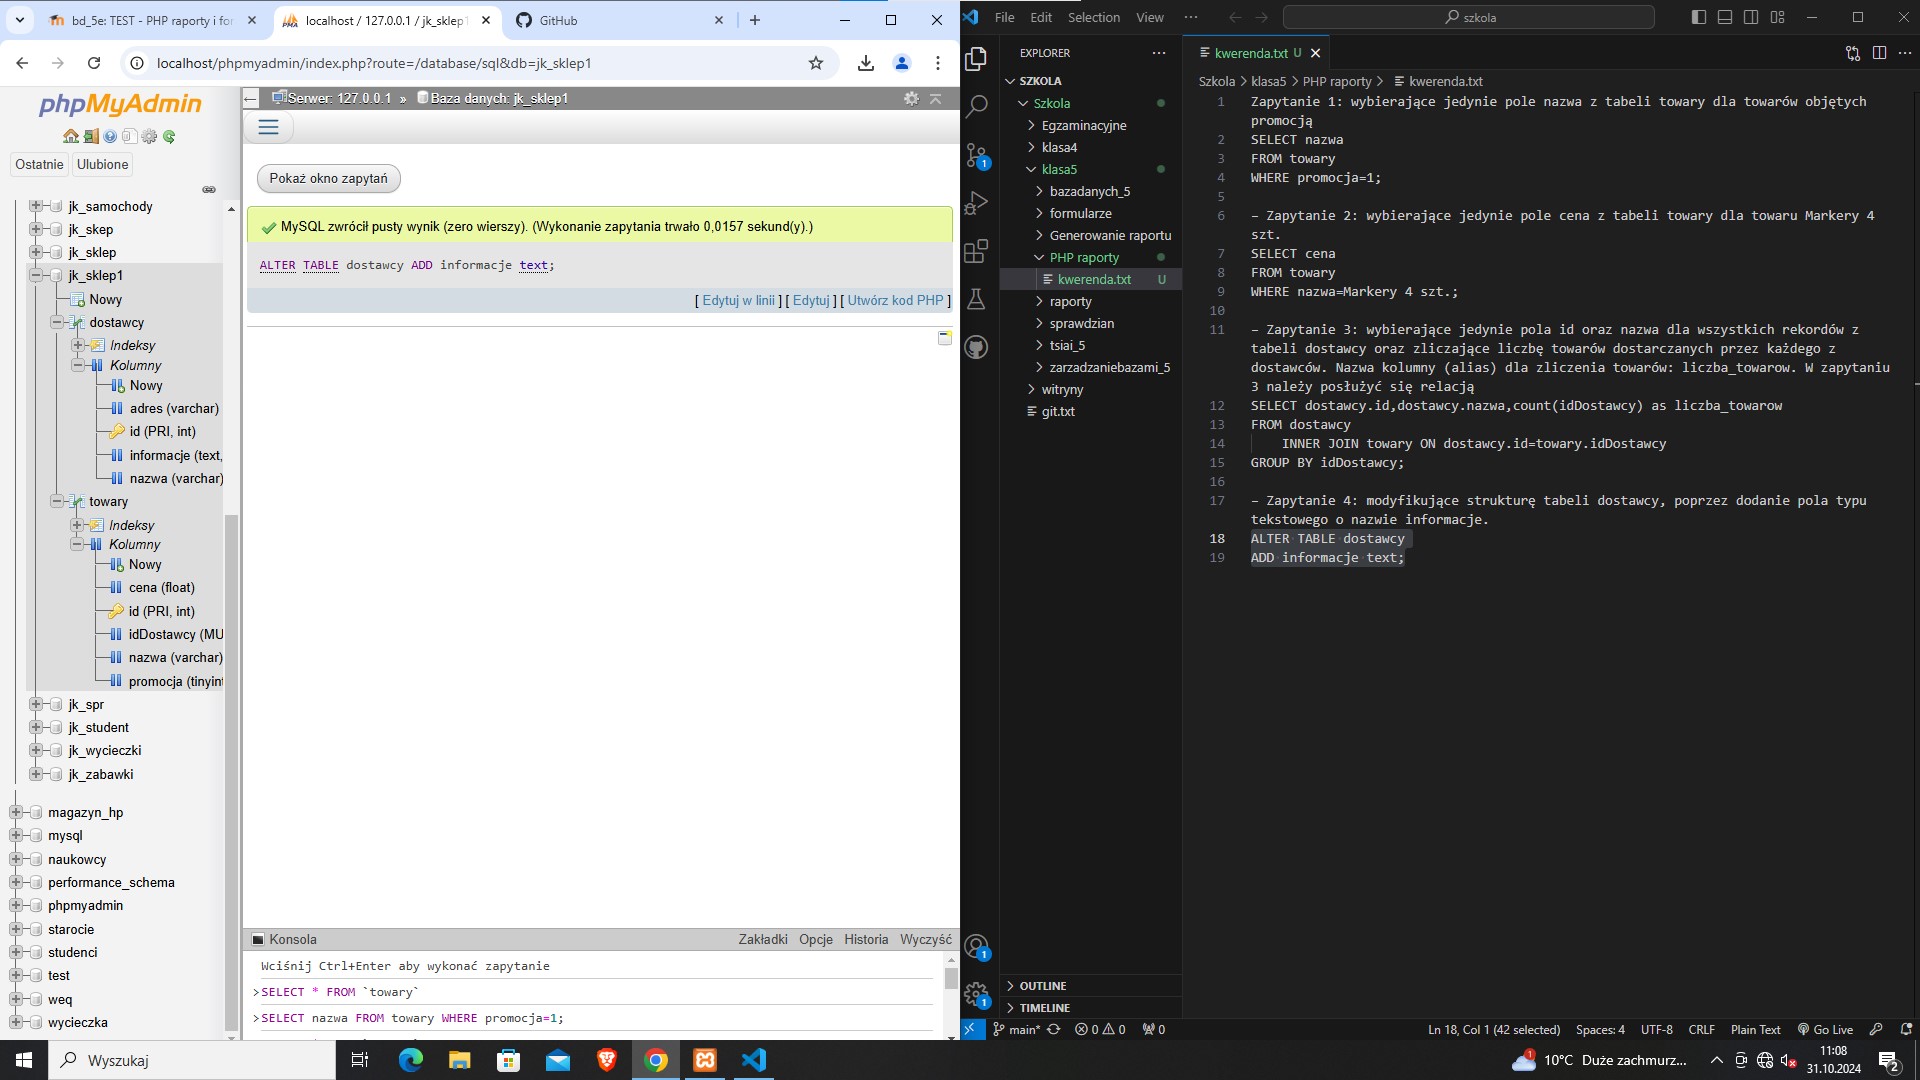 bd_5e: TEST - PHP raporty i for
localhost / 127.0.0.1 / jk_sklep1
GitHub
localhost/phpmyadmin/index.php?route=/database/sql&db=jk_sklep1
phpMyAdmin
Ostatnie
Ulubione
jk_samochody
jk_skep
jk_sklep
jk_sklep1
Nowy
dostawcy
Indeksy
Kolumny
Nowy
adres (varchar)
id (PRI, int)
informacje (text,
nazwa (varchar)
towary
Indeksy
Kolumny
Nowy
cena (float)
id (PRI, int)
idDostawcy (MU
nazwa (varchar)
promocja (tinyint
jk_spr
jk_student
jk_wycieczki
jk_zabawki
magazyn_hp
mysql
naukowcy
performance_schema
phpmyadmin
starocie
studenci
test
weq
wycieczka
Serwer: 127.0.0.1 » Baza danych: jk_sklep1
Pokaż okno zapytań
MySQL zwrócił pusty wynik (zero wierszy). (Wykonanie zapytania trwało 0,0157 sekund(y).)
ALTER TABLE dostawcy ADD informacje text;
[ Edytuj w linii ] [ Edytuj ] [ Utwórz kod PHP ]
Konsola
Zakładki Opcje Historia Wyczyść
Wciśnij Ctrl+Enter aby wykonać zapytanie
>SELECT * FROM `towary`
>SELECT nazwa FROM towary WHERE promocja=1;
File Edit Selection View ···
szkola
EXPLORER
SZKOLA
Szkola
Egzaminacyjne
klasa4
klasa5
bazadanych_5
formularze
Generowanie raportu
PHP raporty
kwerenda.txt U
raporty
sprawdzian
tsiai_5
zarzadzaniebazami_5
witryny
git.txt
OUTLINE
TIMELINE
1
1
1
kwerenda.txt U
Szkola > klasa5 > PHP raporty > kwerenda.txt
1 Zapytanie 1: wybierające jedynie pole nazwa z tabeli towary dla towarów objętych
promocją
2 SELECT nazwa
3 FROM towary
4 WHERE promocja=1;
5
6 – Zapytanie 2: wybierające jedynie pole cena z tabeli towary dla towaru Markery 4
szt.
7 SELECT cena
8 FROM towary
9 WHERE nazwa=Markery 4 szt.;
10
11 – Zapytanie 3: wybierające jedynie pola id oraz nazwa dla wszystkich rekordów z
tabeli dostawcy oraz zliczające liczbę towarów dostarczanych przez każdego z
dostawców. Nazwa kolumny (alias) dla zliczenia towarów: liczba_towarow. W zapytaniu
3 należy posłużyć się relacją
12 SELECT dostawcy.id,dostawcy.nazwa,count(idDostawcy) as liczba_towarow
13 FROM dostawcy
14 INNER JOIN towary ON dostawcy.id=towary.idDostawcy
15 GROUP BY idDostawcy;
16
17 – Zapytanie 4: modyfikujące strukturę tabeli dostawcy, poprzez dodanie pola typu
tekstowego o nazwie informacje.
18 ALTER TABLE dostawcy
19 ADD informacje text;
main* 0 0 0
Ln 18, Col 1 (42 selected) Spaces: 4 UTF-8 CRLF Plain Text Go Live
Wyszukaj
1
10°C Duże zachmurz...
11:08
31.10.2024
2